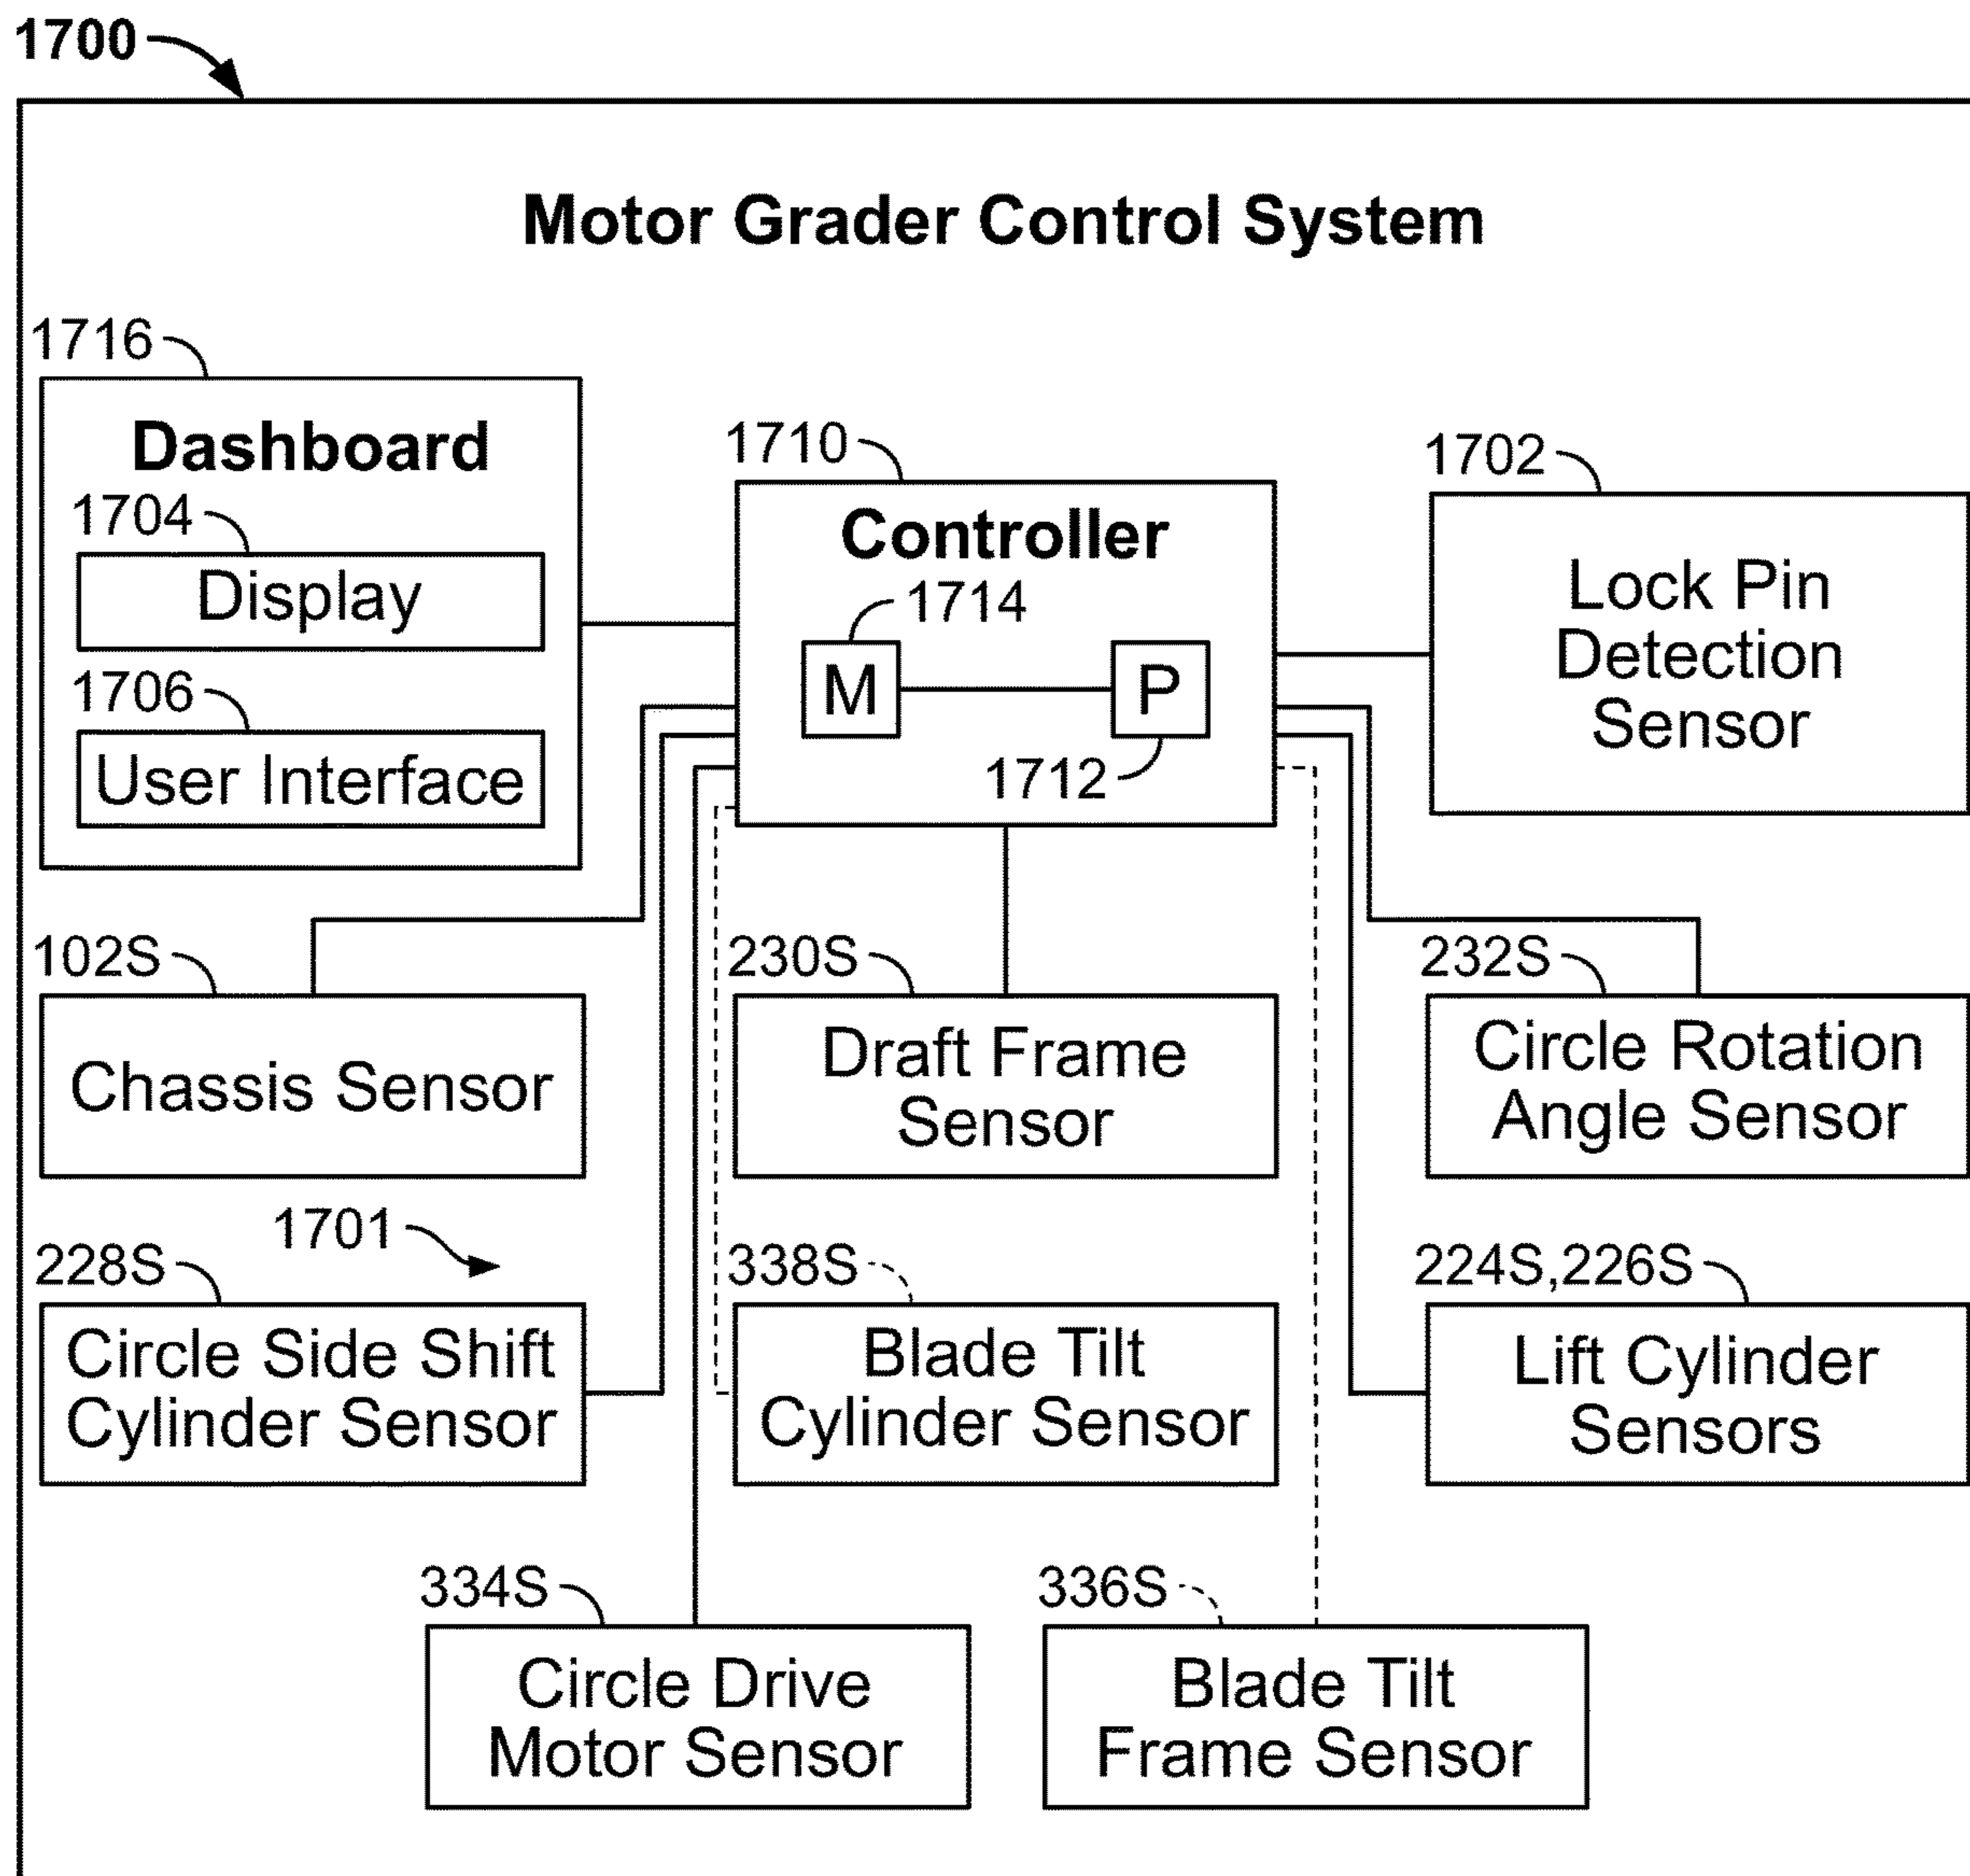 1700
Motor Grader Control System
1716
Dashboard
1704
Display
1706
User Interface
1710
Controller
1714
M
P
1712
1702
Lock Pin
Detection
Sensor
102S
Chassis Sensor
230S
Draft Frame
Sensor
232S
Circle Rotation
Angle Sensor
1701
228S
Circle Side Shift
Cylinder Sensor
338S
Blade Tilt
Cylinder Sensor
224S,226S
Lift Cylinder
Sensors
334S
Circle Drive
Motor Sensor
336S
Blade Tilt
Frame Sensor